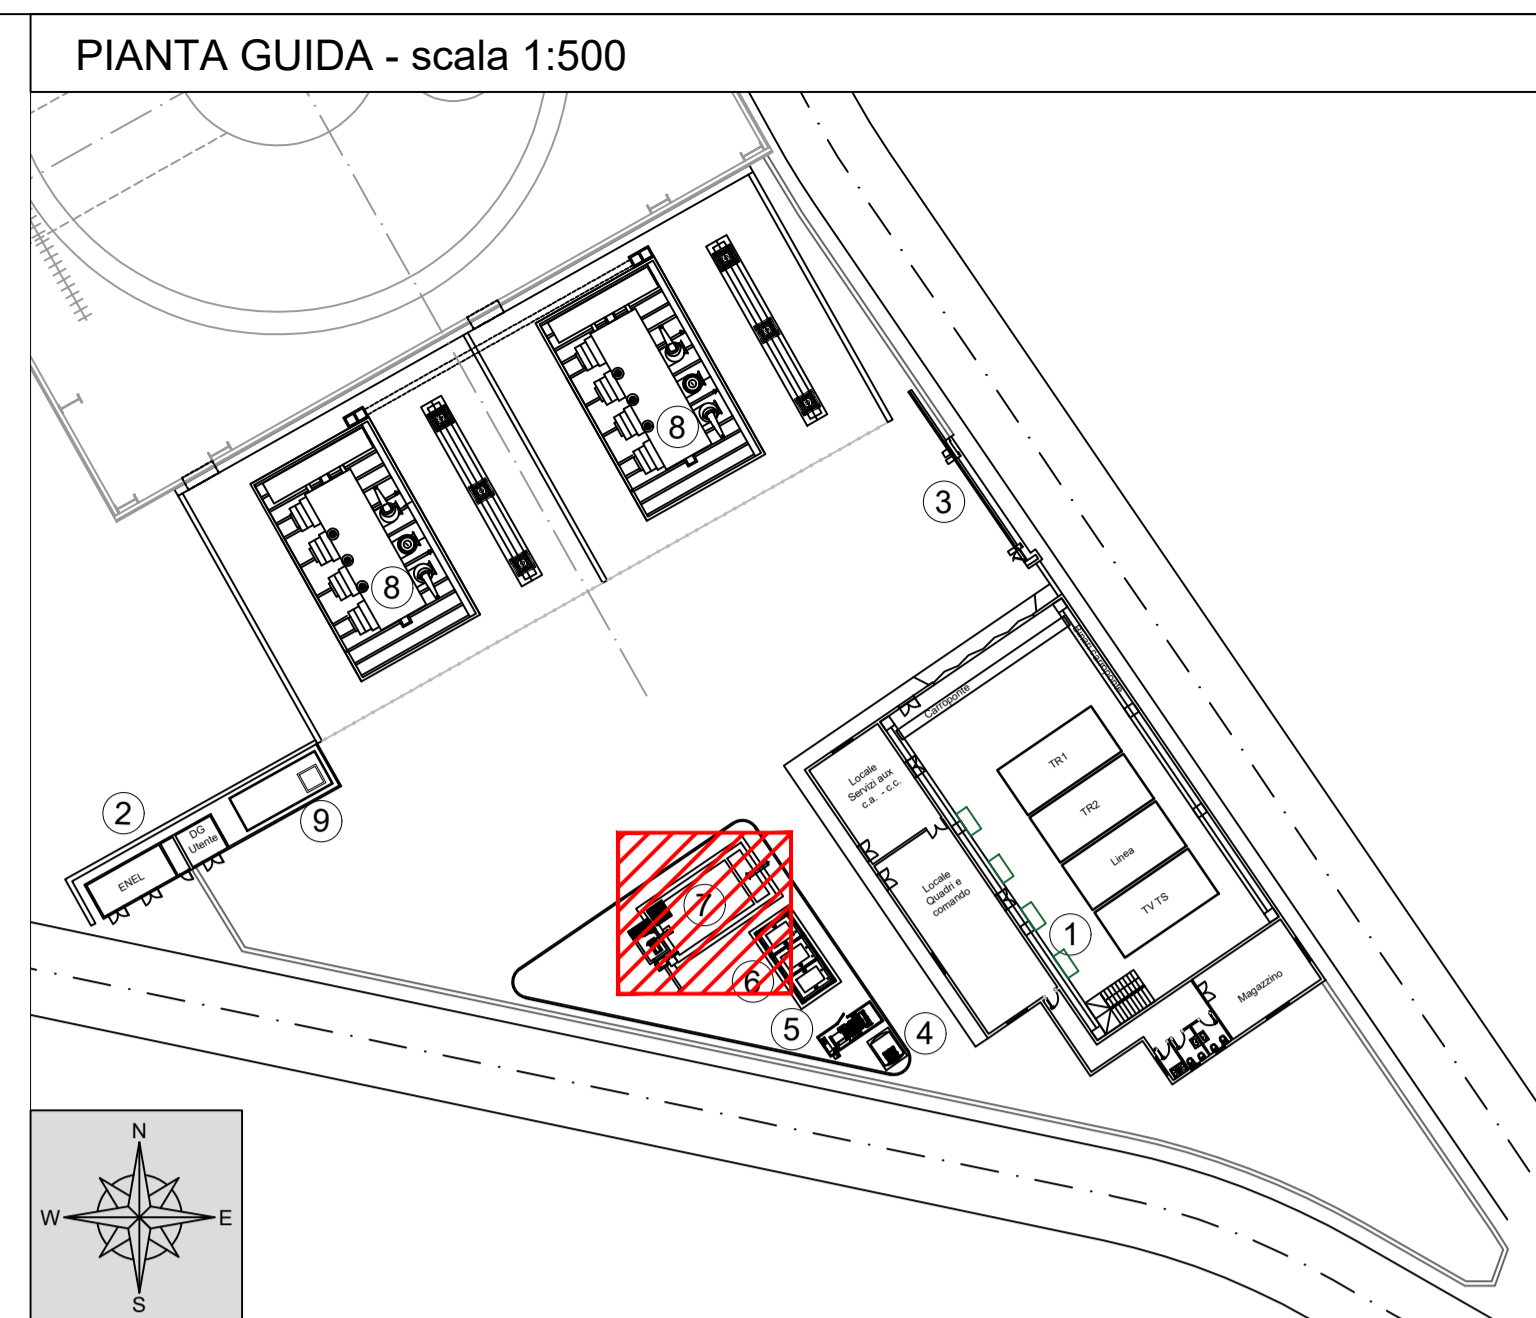 PIANTA GUIDA - scala 1:500
8
8
3
Carroponte
TR1
TR2
Linea
TV TS
Locale
Servizi aux
c.a. - c.c.
Locale
Quadri e
comando
1
Magazzino
2
9
DG
Utente
ENEL
7
6
5
4
N
W
E
S